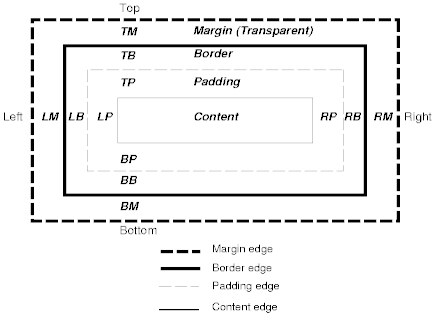 Top
TM Margin (Transparent)
TB Border
TP Padding
Left LM LB LP Content RP RB RM Right
BP
BB
BM
Bottom
Margin edge
Border edge
Padding edge
Content edge